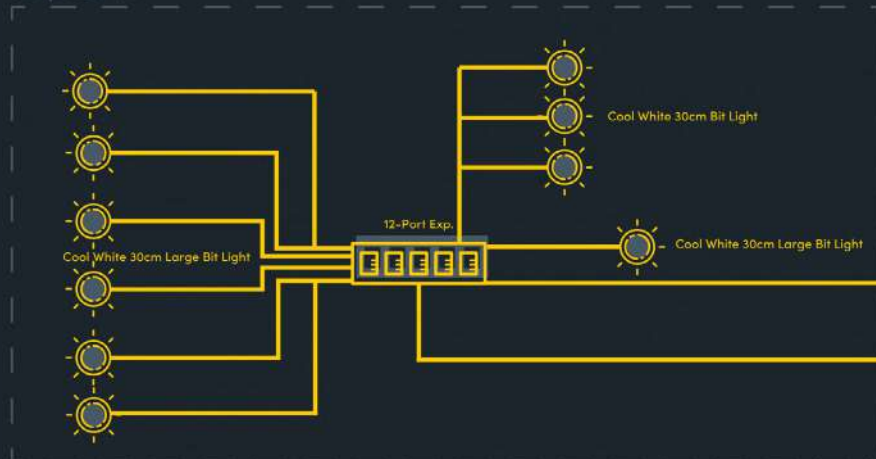 Cool White 30cm Bit Light
12-Port Exp.
Cool White 30cm Large Bit Light
Cool White 30cm Large Bit Light